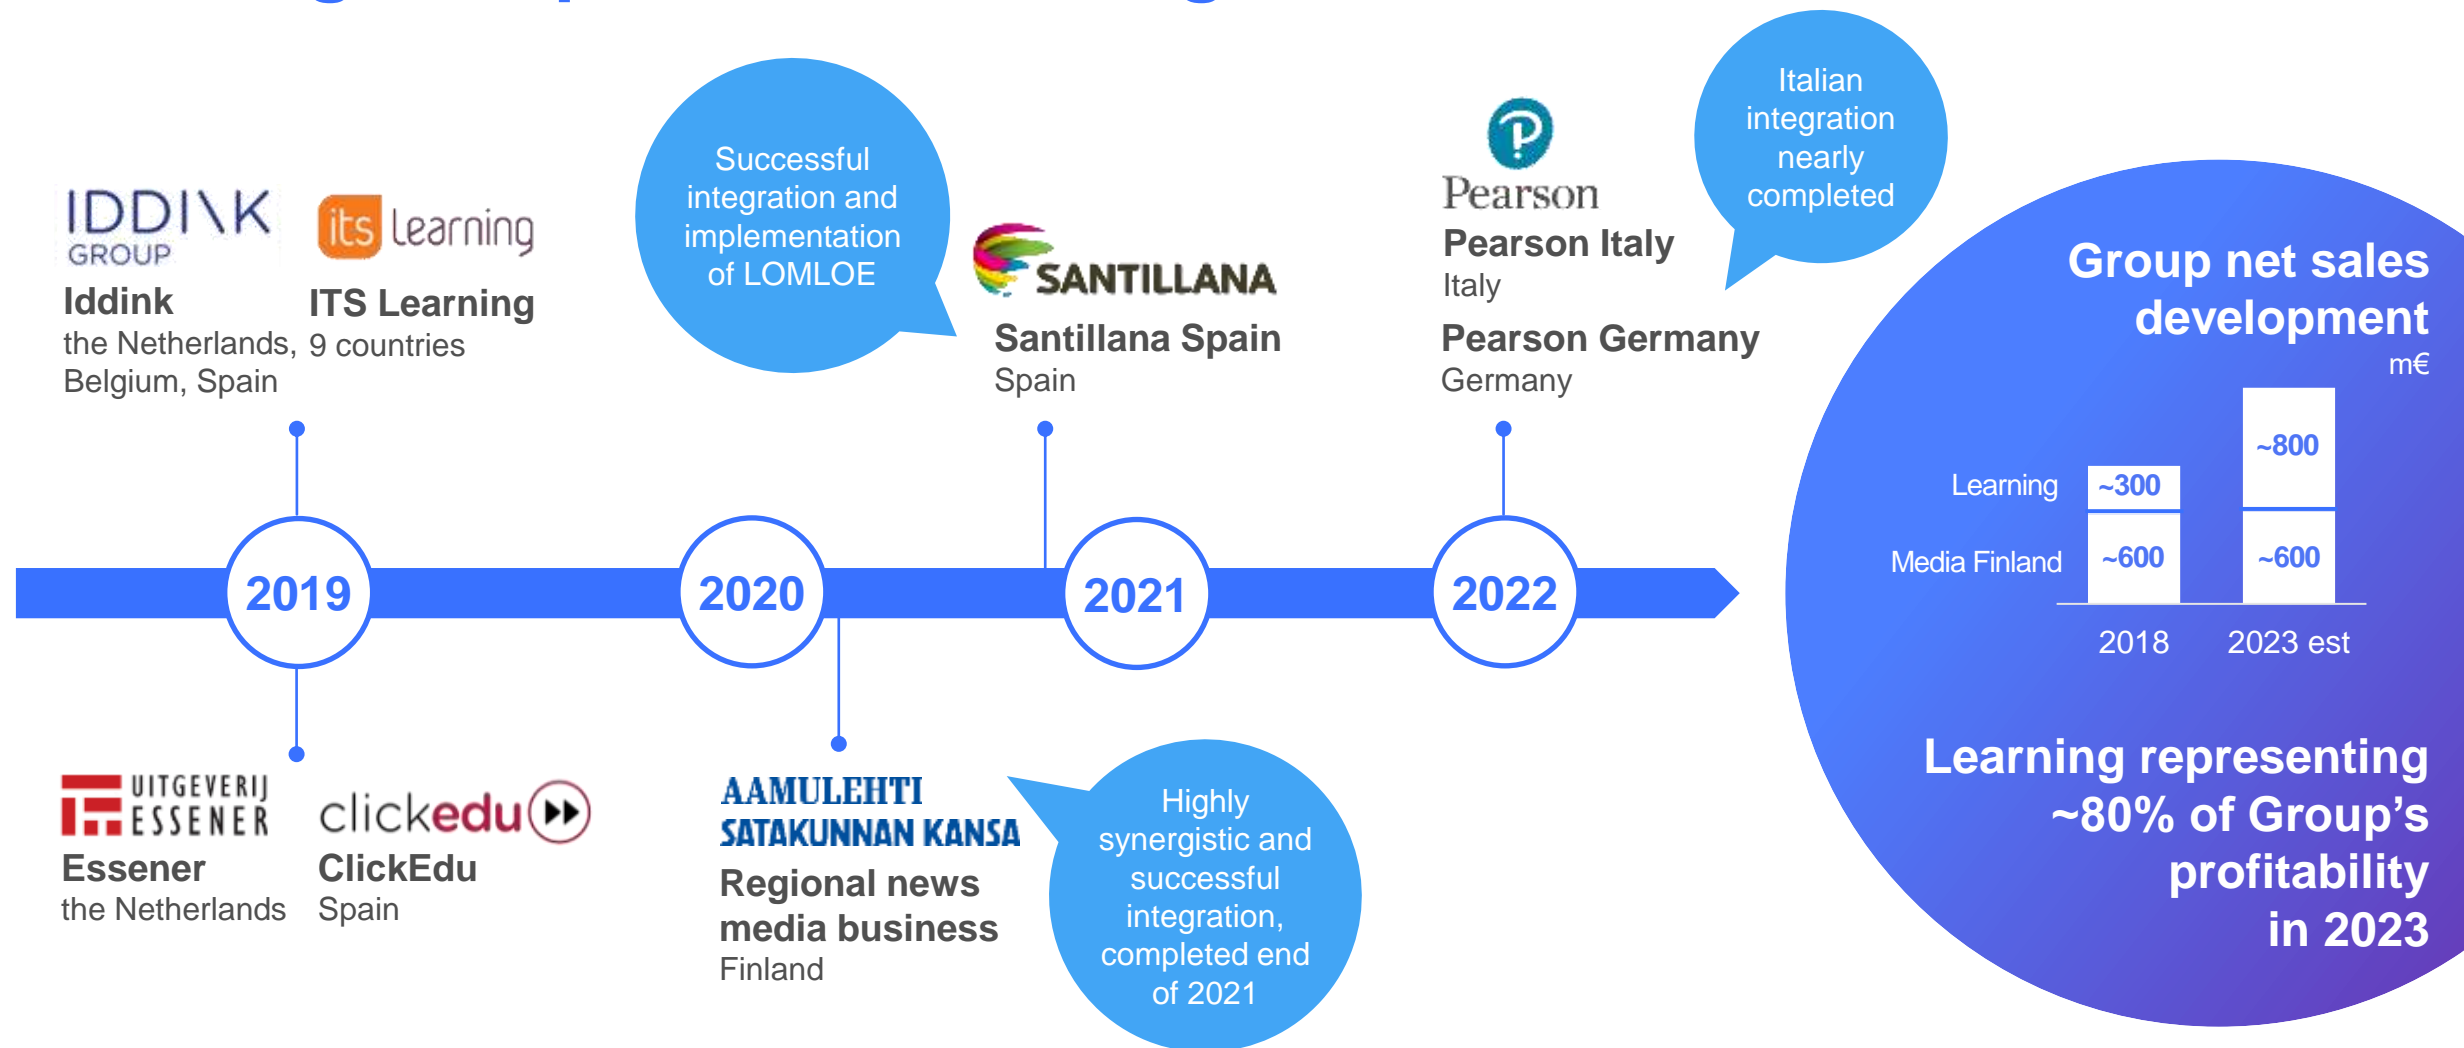 IDDINK
GROUP
its Learning
Iddink
the Netherlands,
Belgium, Spain
ITS Learning
9 countries
Successful
integration and
implementation
of LOMLOE
SANTILLANA
Santillana Spain
Spain
Pearson
Pearson Italy
Italy
Pearson Germany
Germany
Italian
integration
nearly
completed
2019
2020
2021
2022
UITGEVERIJ
ESSENER
Essener
the Netherlands
clickedu
ClickEdu
Spain
AAMULEHTI
SATAKUNNAN KANSA
Regional news
media business
Finland
Highly
synergistic and
successful
integration,
completed end
of 2021
Group net sales
development
m€
~800
Learning ~300
Media Finland ~600 ~600
2018 2023 est
Learning representing
~80% of Group’s
profitability
in 2023